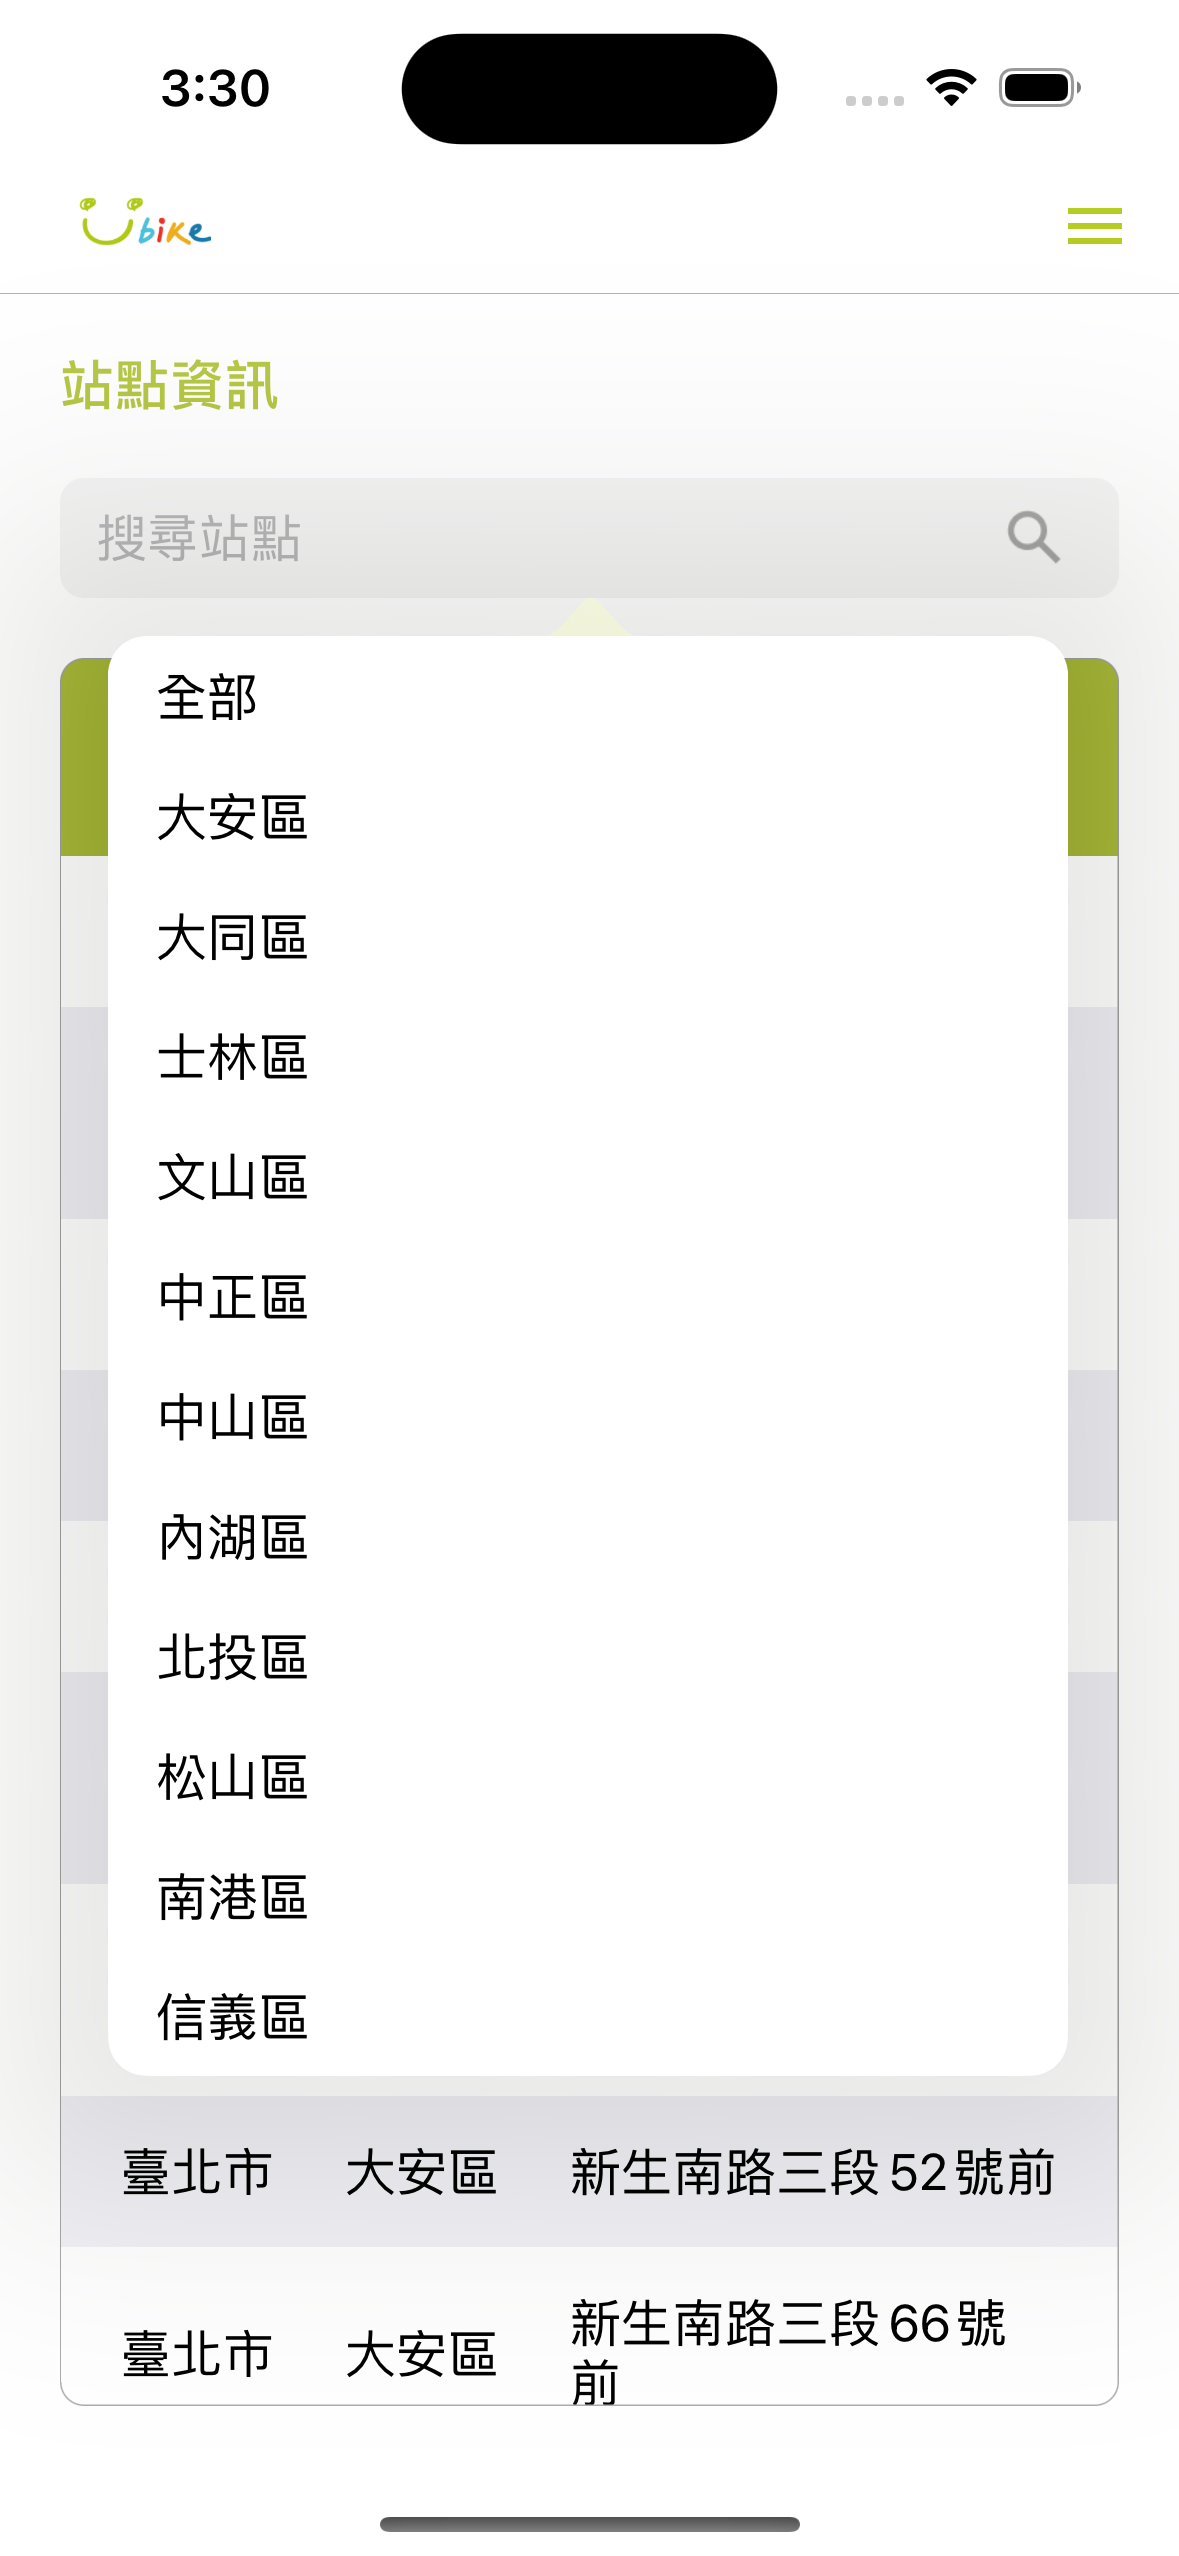 3:30
Ubike
站點資訊
搜尋站點
全部
大安區
大同區
士林區
文山區
中正區
中山區
內湖區
北投區
松山區
南港區
信義區
臺北市 大安區 新生南路三段52號前
臺北市 大安區 新生南路三段66號
前